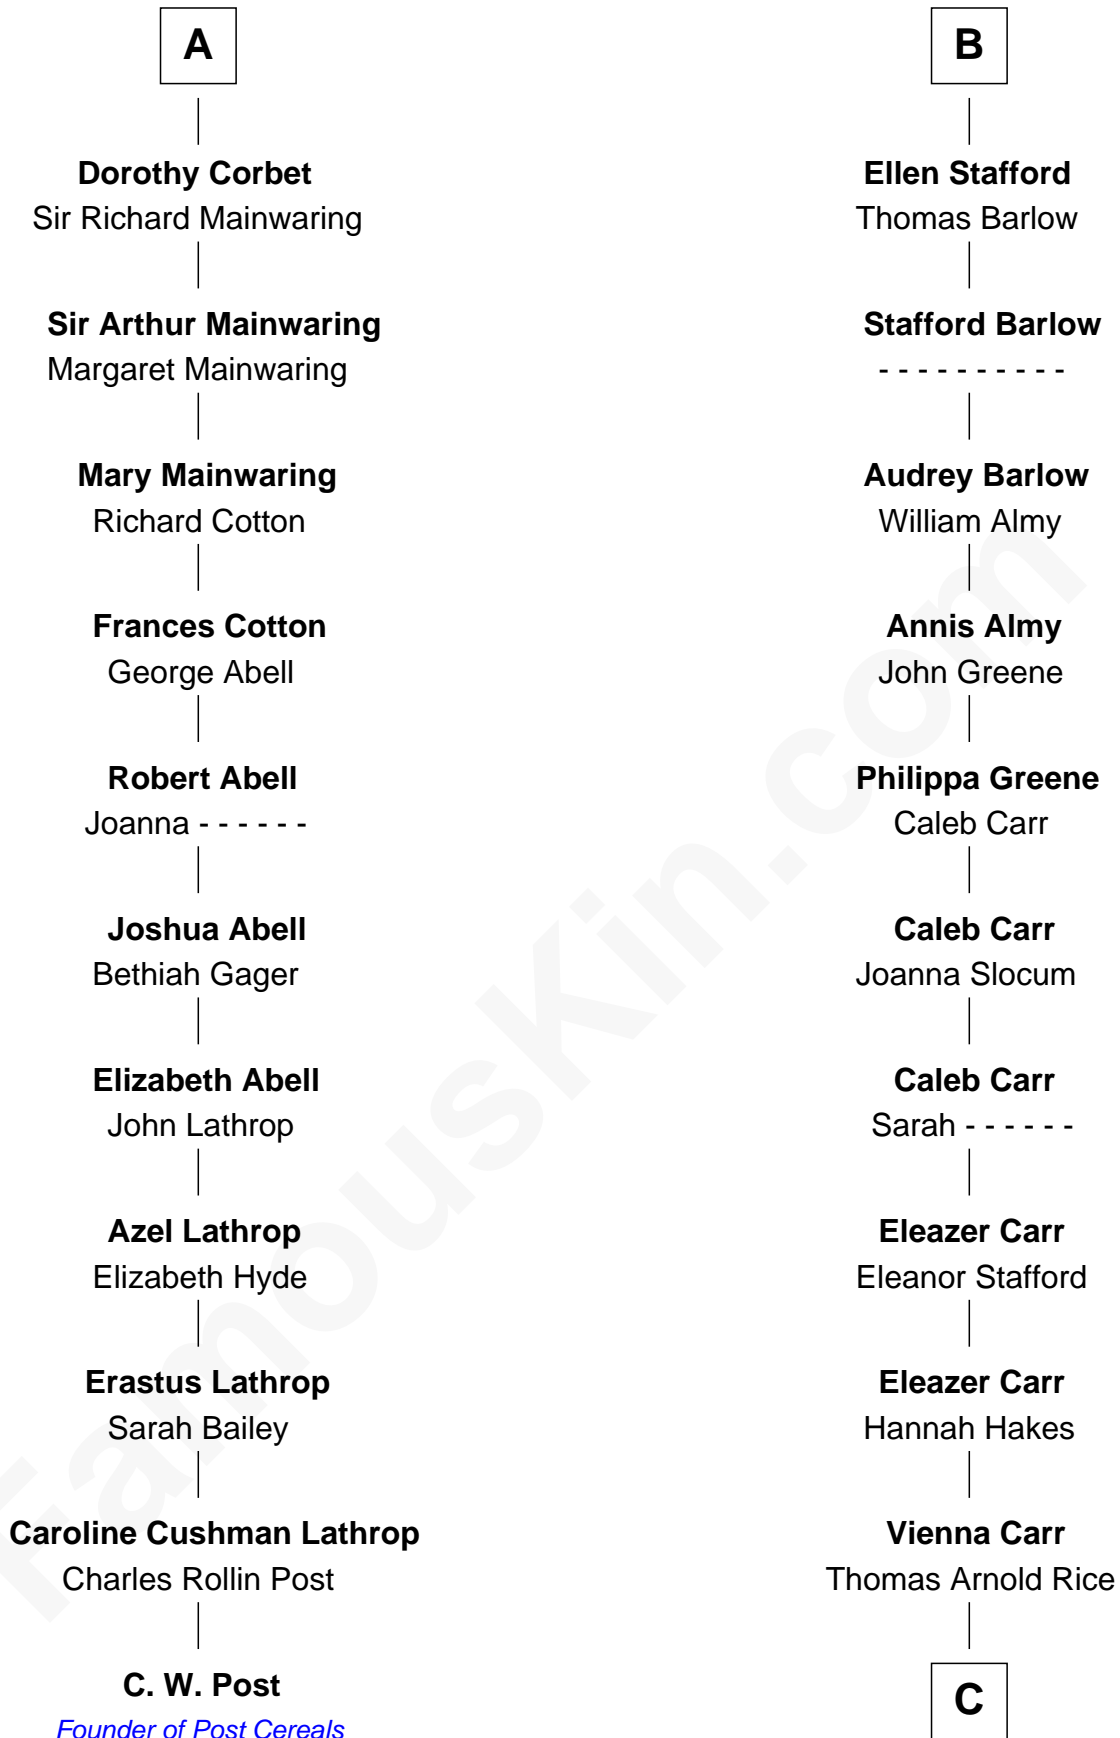 A
Dorothy Corbet
Sir Richard Mainwaring
Sir Arthur Mainwaring
Margaret Mainwaring
Mary Mainwaring
Richard Cotton
Frances Cotton
George Abell
Robert Abell
Joanna - - - - - -
Joshua Abell
Bethiah Gager
Elizabeth Abell
John Lathrop
Azel Lathrop
Elizabeth Hyde
Erastus Lathrop
Sarah Bailey
Caroline Cushman Lathrop
Charles Rollin Post
C. W. Post
Founder of Post Cereals
B
Ellen Stafford
Thomas Barlow
Stafford Barlow
- - - - - - - - - -
Audrey Barlow
William Almy
Annis Almy
John Greene
Philippa Greene
Caleb Carr
Caleb Carr
Joanna Slocum
Caleb Carr
Sarah - - - - - -
Eleazer Carr
Eleanor Stafford
Eleazer Carr
Hannah Hakes
Vienna Carr
Thomas Arnold Rice
C
FamousKin.com